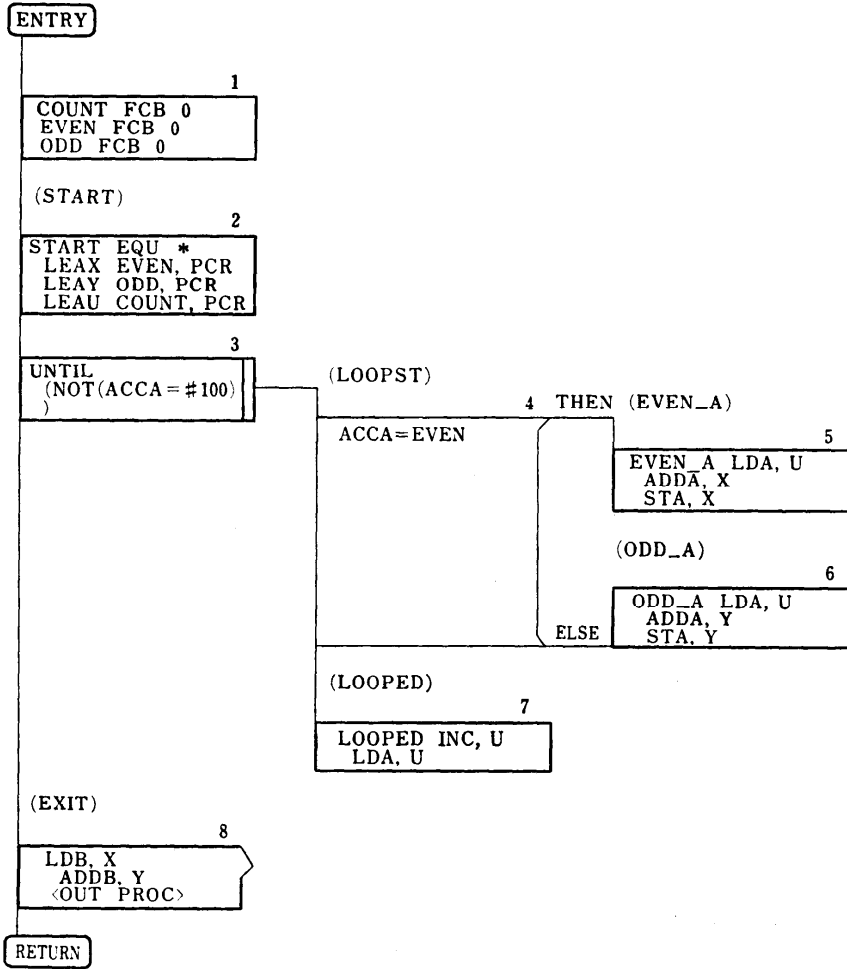 ENTRY
1
COUNT FCB 0
EVEN FCB 0
ODD FCB 0
(START)
2
START EQU *
LEAX EVEN, PCR
LEAY ODD, PCR
LEAU COUNT, PCR
3
UNTIL
(NOT(ACCA=#100)
)
(LOOPST)
4 THEN (EVEN_A)
ACCA=EVEN
5
EVEN_A LDA, U
ADDA, X
STA, X
(ODD_A)
6
ODD_A LDA, U
ADDA, Y
STA, Y
ELSE
(LOOPED)
7
LOOPED INC, U
LDA, U
(EXIT)
8
LDB, X
ADDB, Y
<OUT PROC>
RETURN